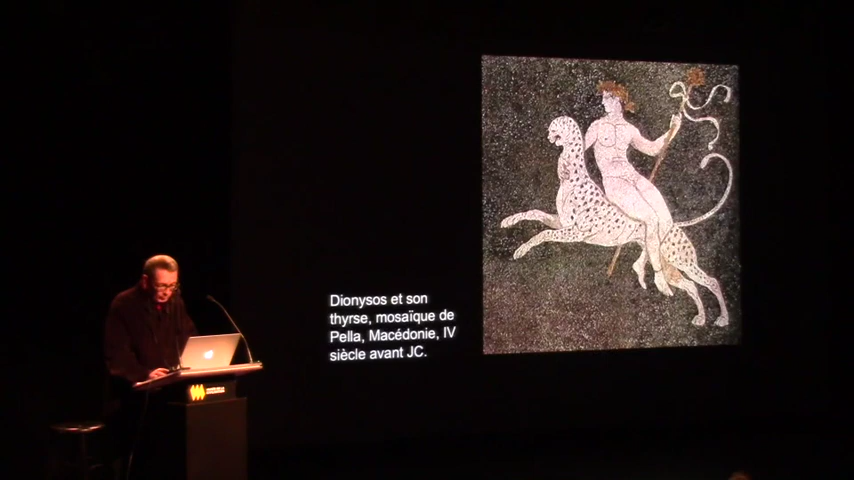 Dionysos et son
thyrse, mosaïque de
Pella, Macédonie, IV
siècle avant JC.